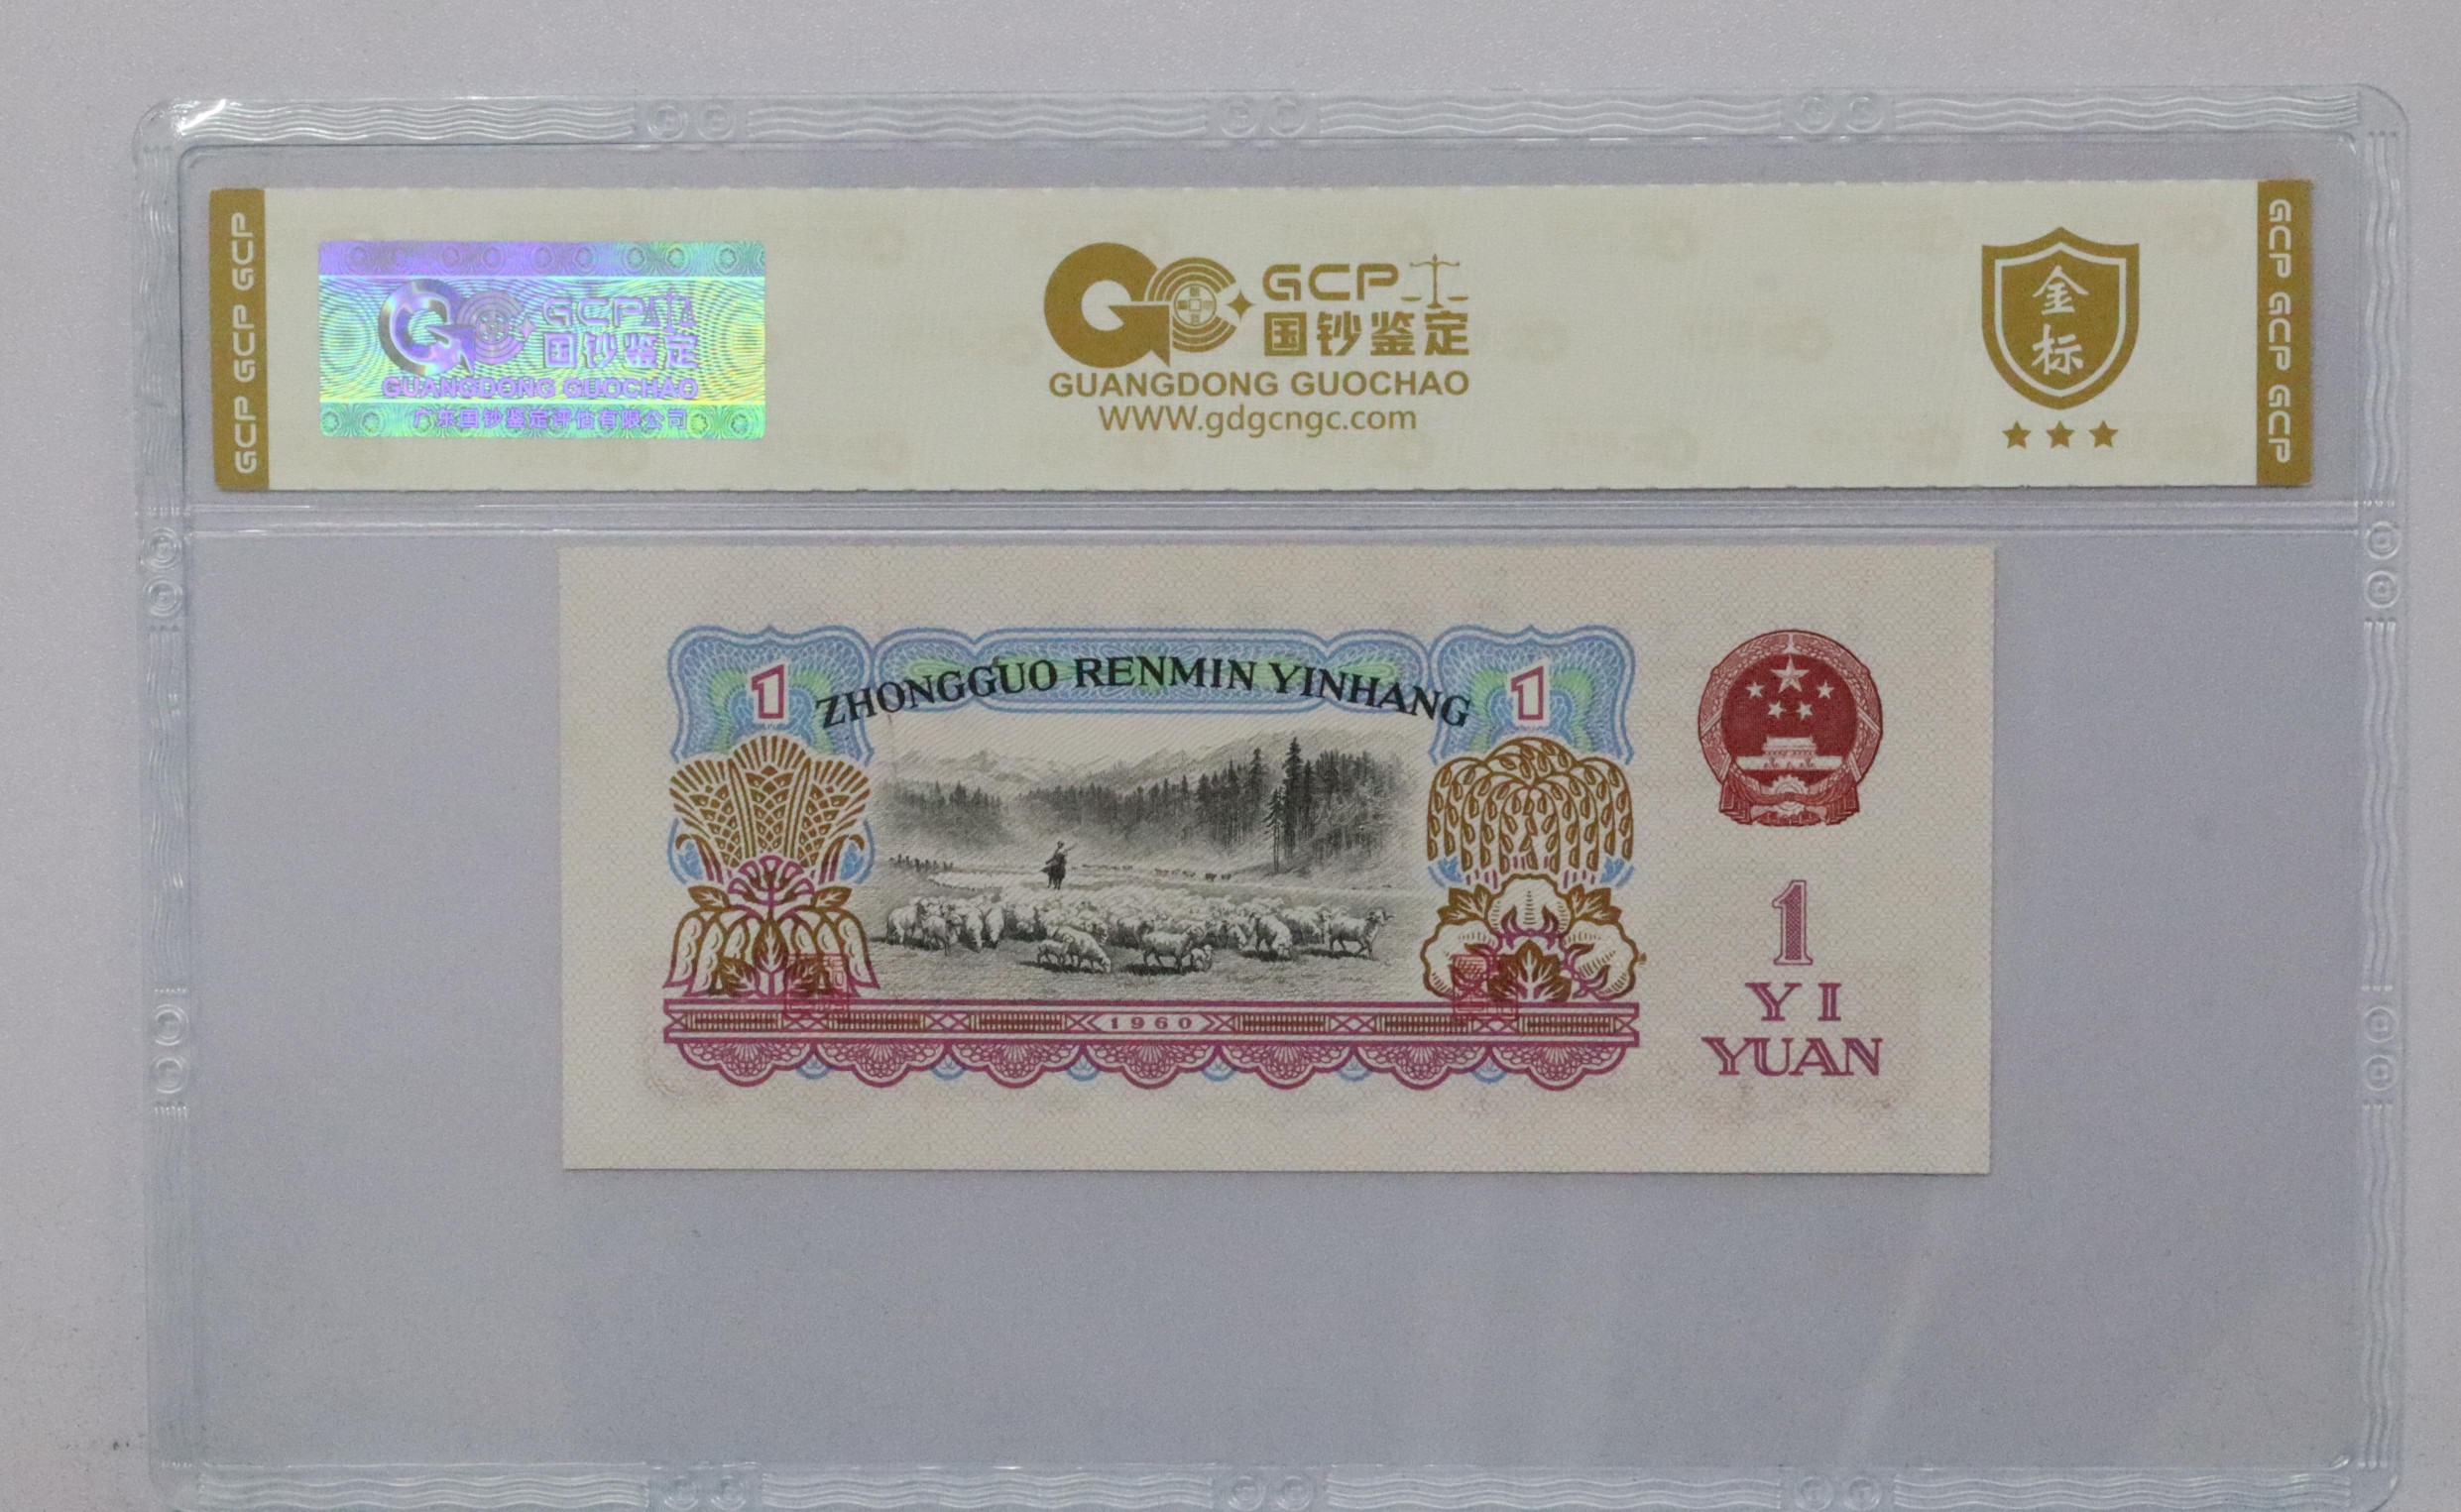 GCP GCP GCP
GCP
国钞鉴定
GUANGDONG GUOCHAO
广东国钞鉴定评估有限公司
GCP
国钞鉴定
GUANGDONG GUOCHAO
WWW.gdgcngc.com
金
标
GCP GCP GCP
1 ZHONGGUO RENMIN YINHANG 1
1960
1
YI
YUAN